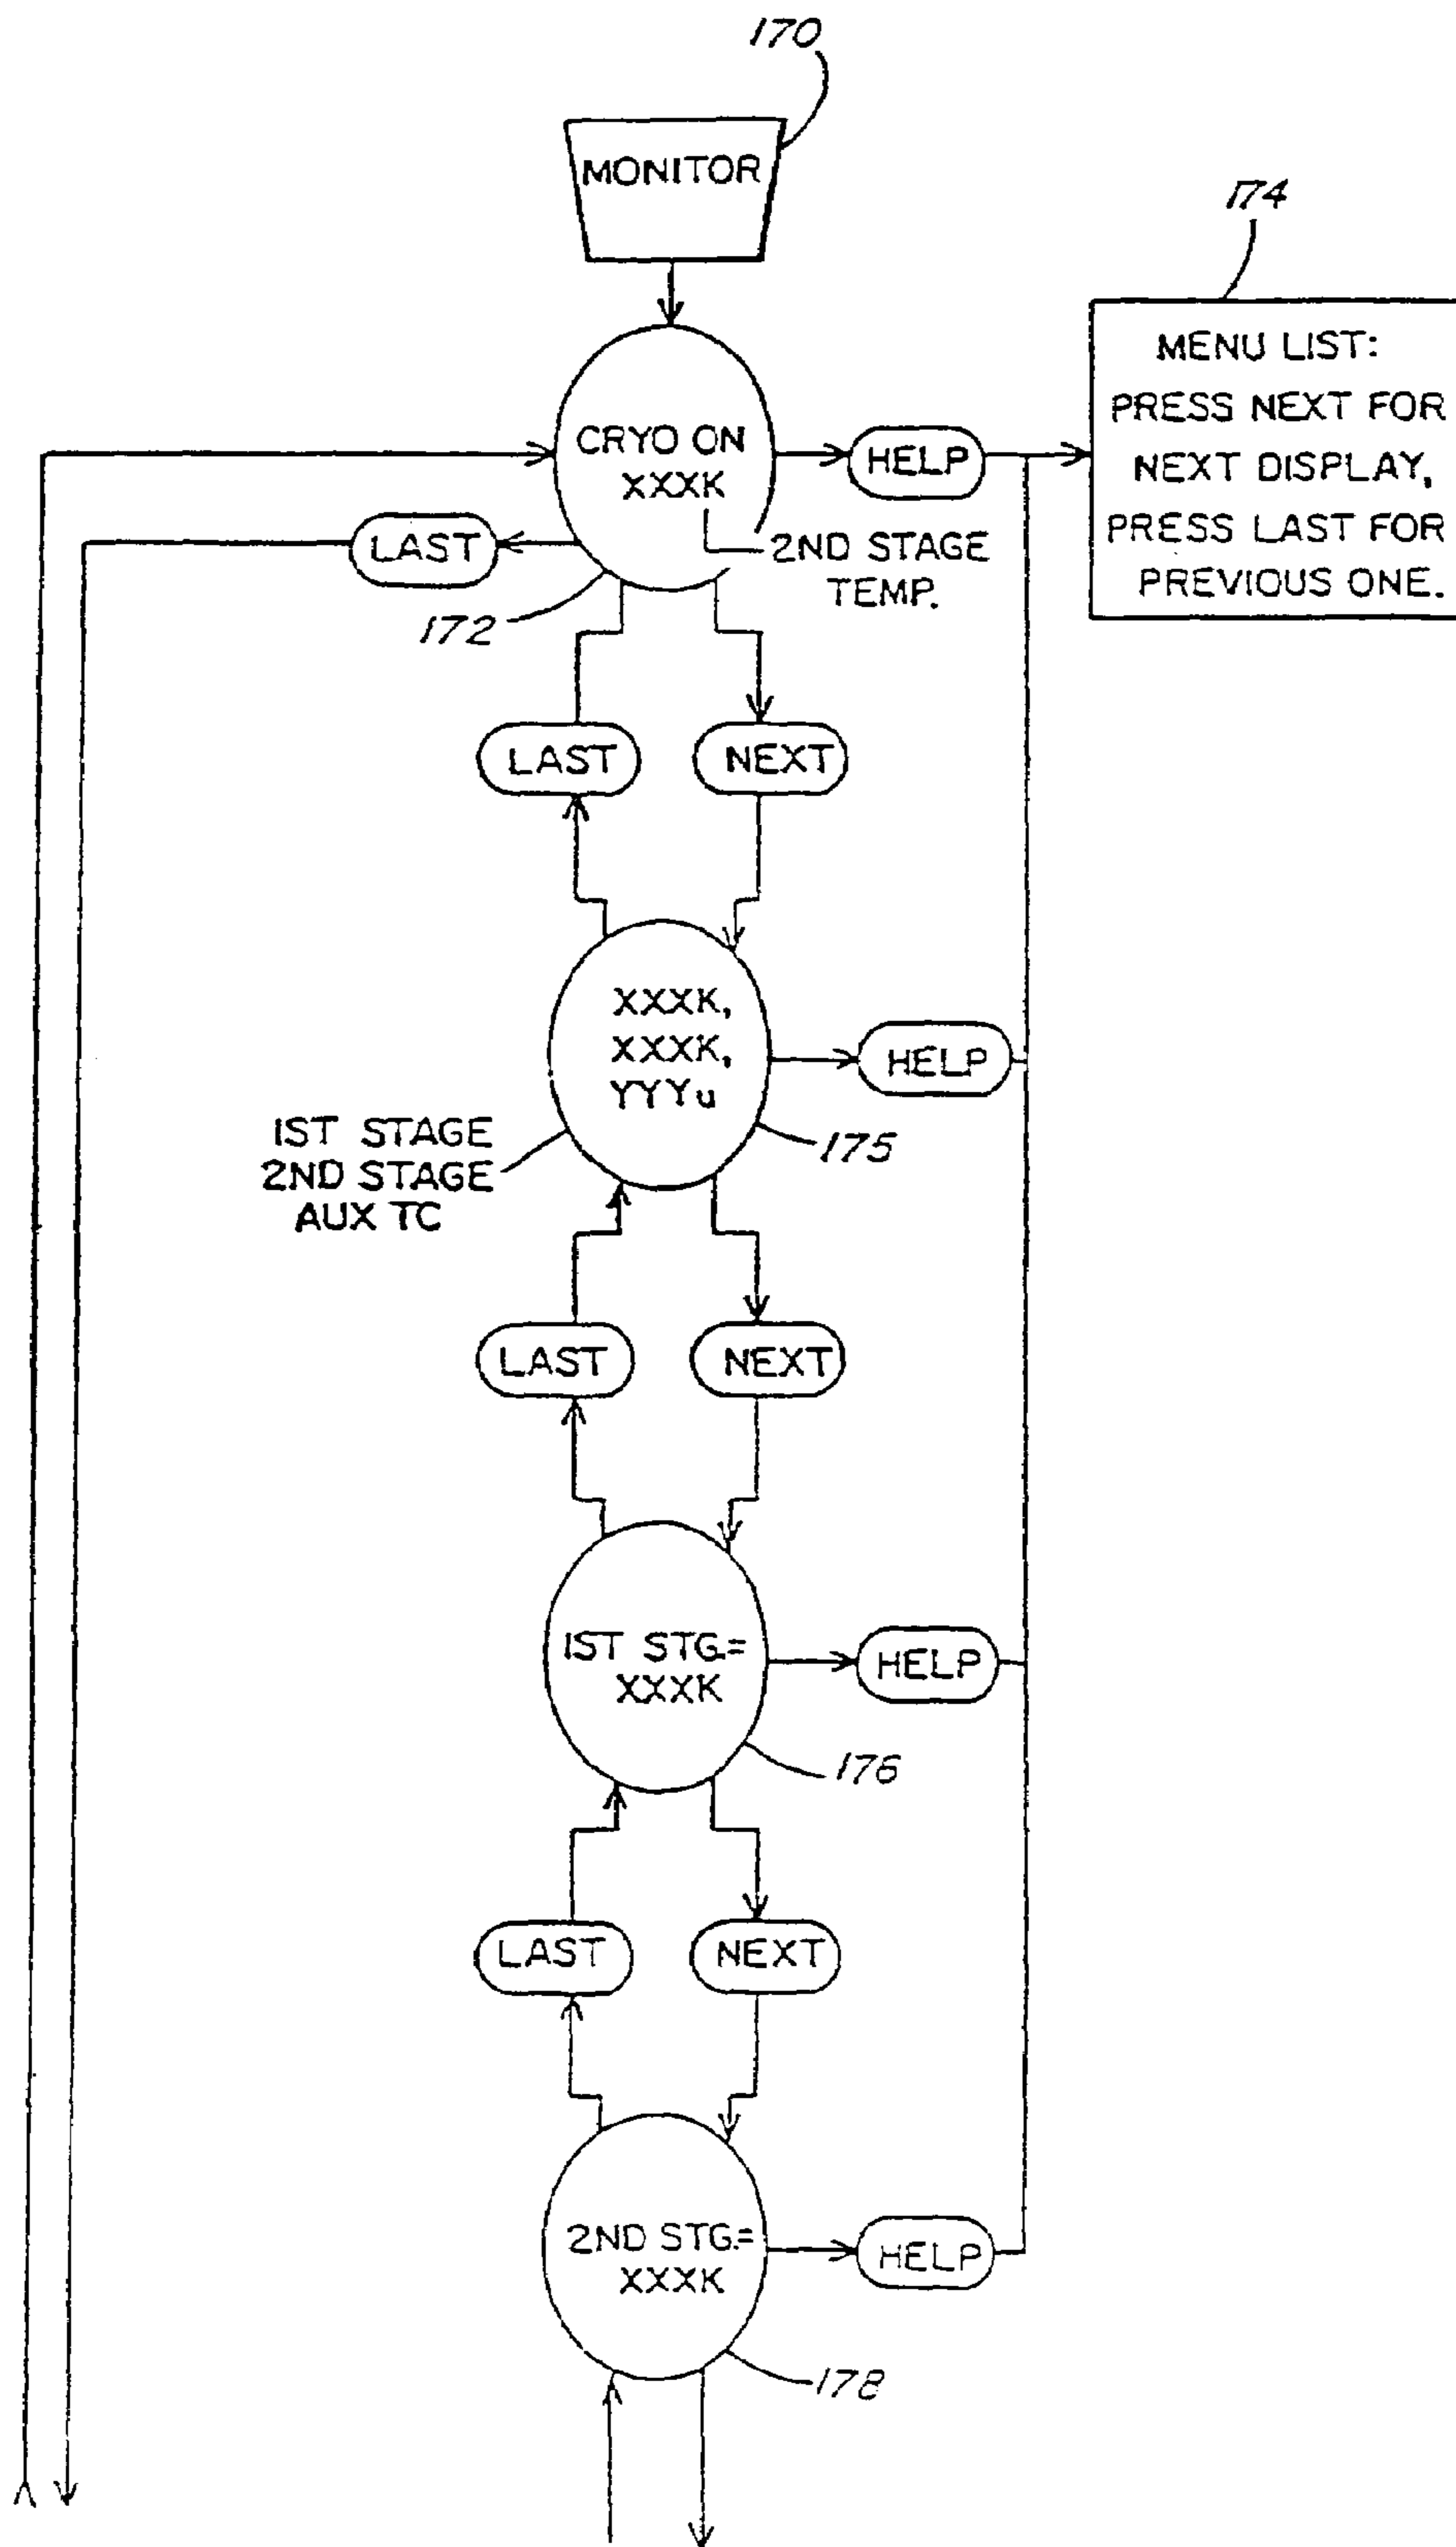 170
MONITOR
174
MENU LIST:
PRESS NEXT FOR
NEXT DISPLAY,
PRESS LAST FOR
PREVIOUS ONE.
CRYO ON
XXXK
HELP
LAST
2ND STAGE
TEMP.
172
LAST
NEXT
XXXK,
XXXK,
YYYu
HELP
1ST STAGE
2ND STAGE
AUX TC
175
LAST
NEXT
1ST STG.=
XXXK
HELP
176
LAST
NEXT
2ND STG.=
XXXK
HELP
178